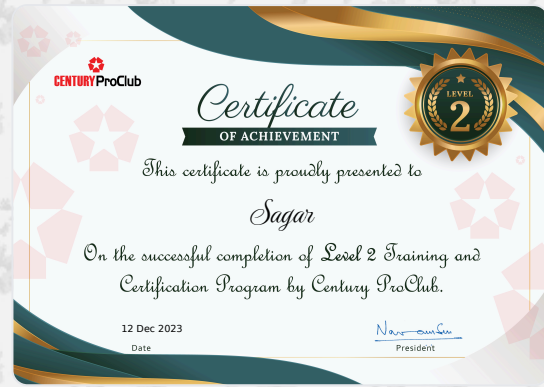 CENTURY ProClub
Certificate
OF ACHIEVEMENT
LEVEL
2
This certificate is proudly presented to
Sagar
On the successful completion of Level 2 Training and
Certification Program by Century ProClub.
12 Dec 2023
Date
President